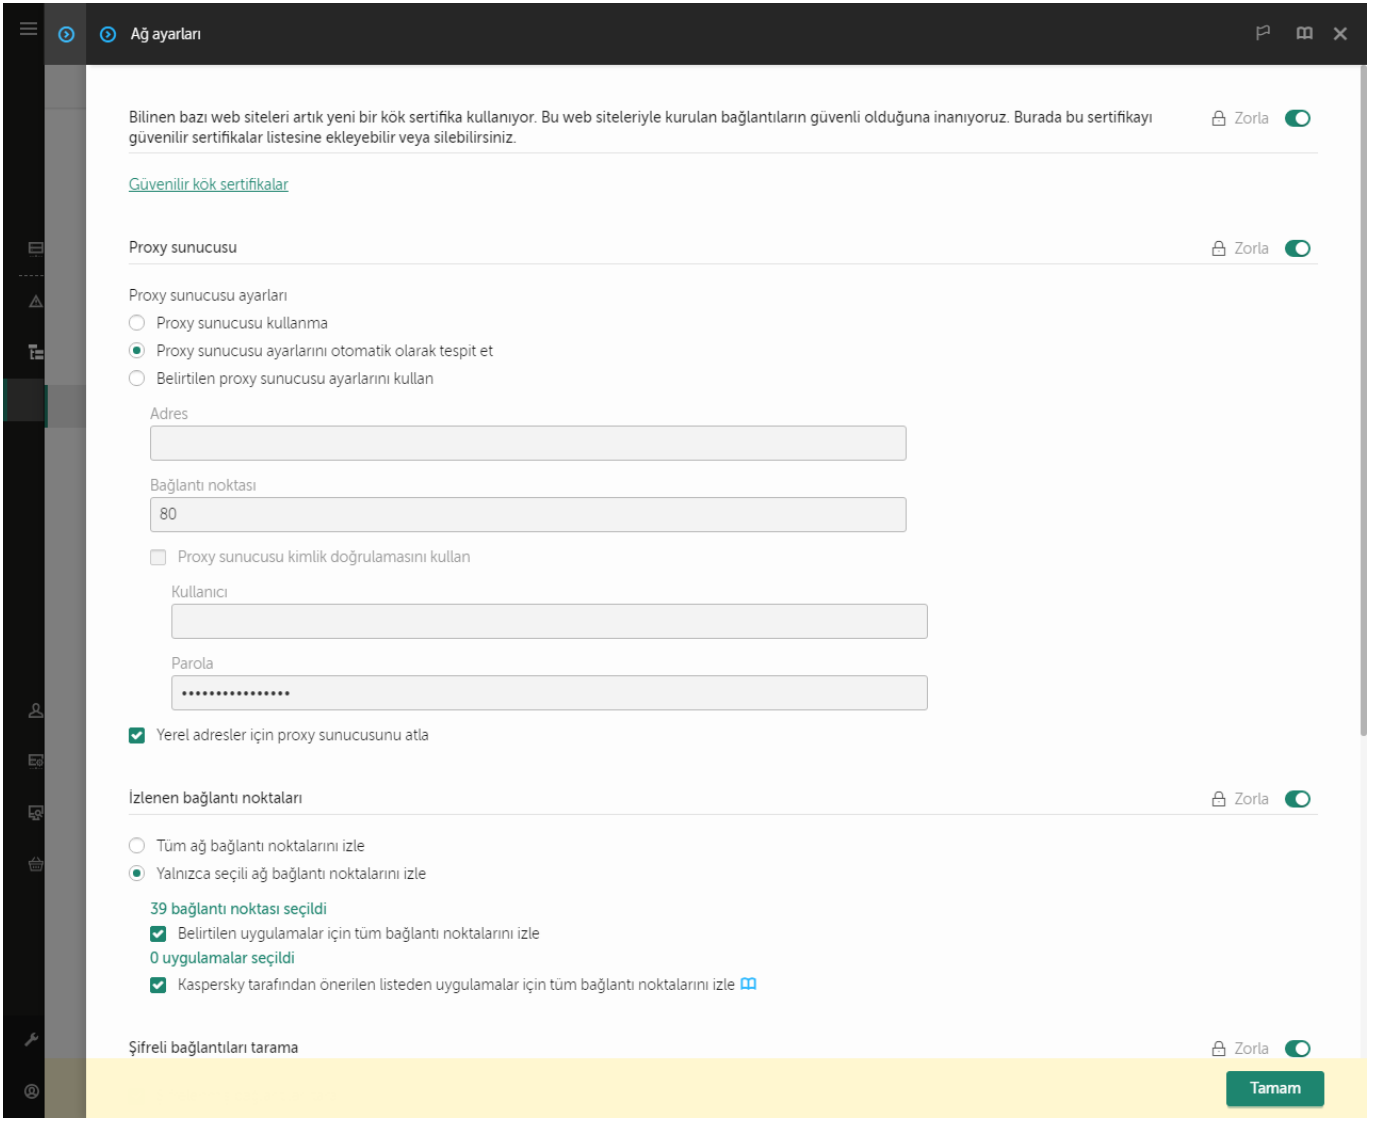 Ağ ayarları
Bilinen bazı web siteleri artık yeni bir kök sertifika kullanıyor. Bu web siteleriyle kurulan bağlantıların güvenli olduğuna inanıyoruz. Burada bu sertifikayı
güvenilir sertifikalar listesine ekleyebilir veya silebilirsiniz.
Zorla
Güvenilir kök sertifikalar
Proxy sunucusu
Zorla
Proxy sunucusu ayarları
Proxy sunucusu kullanma
Proxy sunucusu ayarlarını otomatik olarak tespit et
Belirtilen proxy sunucusu ayarlarını kullan
Adres
Bağlantı noktası
80
Proxy sunucusu kimlik doğrulamasını kullan
Kullanıcı
Parola
••••••••••••••••
Yerel adresler için proxy sunucusunu atla
İzlenen bağlantı noktaları
Zorla
Tüm ağ bağlantı noktalarını izle
Yalnızca seçili ağ bağlantı noktalarını izle
39 bağlantı noktası seçildi
Belirtilen uygulamalar için tüm bağlantı noktalarını izle
0 uygulamalar seçildi
Kaspersky tarafından önerilen listeden uygulamalar için tüm bağlantı noktalarını izle
Şifreli bağlantıları tarama
Zorla
Tamam